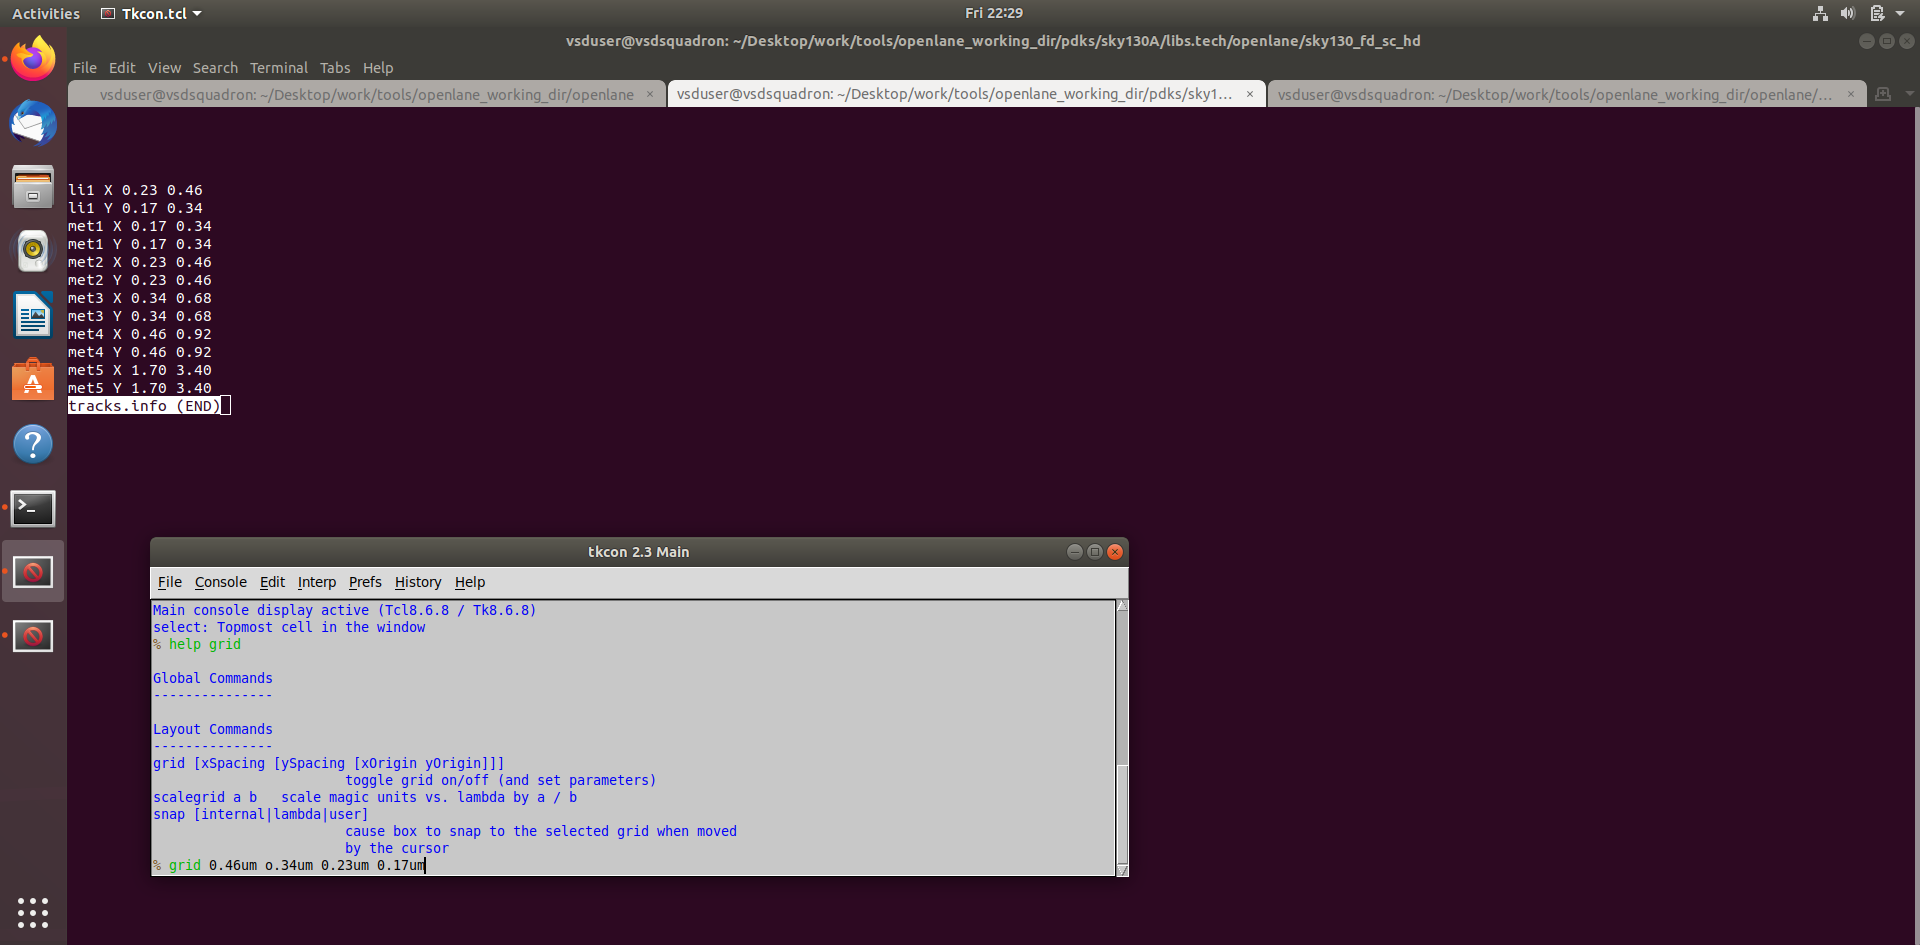 Activities Tkcon.tcl Fri 22:29
vsduser@vsdsquadron: ~/Desktop/work/tools/openlane_working_dir/pdks/sky130A/libs.tech/openlane/sky130_fd_sc_hd
File Edit View Search Terminal Tabs Help
vsduser@vsdsquadron: ~/Desktop/work/tools/openlane_working_dir/openlane × vsduser@vsdsquadron: ~/Desktop/work/tools/openlane_working_dir/pdks/sky1... × vsduser@vsdsquadron: ~/Desktop/work/tools/openlane_working_dir/openlane/... ×
li1 X 0.23 0.46
li1 Y 0.17 0.34
met1 X 0.17 0.34
met1 Y 0.17 0.34
met2 X 0.23 0.46
met2 Y 0.23 0.46
met3 X 0.34 0.68
met3 Y 0.34 0.68
met4 X 0.46 0.92
met4 Y 0.46 0.92
met5 X 1.70 3.40
met5 Y 1.70 3.40
tracks.info (END)
tkcon 2.3 Main
File Console Edit Interp Prefs History Help
Main console display active (Tcl8.6.8 / Tk8.6.8)
select: Topmost cell in the window
% help grid
Global Commands
---------------
Layout Commands
---------------
grid [xSpacing [ySpacing [xOrigin yOrigin]]]
toggle grid on/off (and set parameters)
scalegrid a b scale magic units vs. lambda by a / b
snap [internal|lambda|user]
cause box to snap to the selected grid when moved
by the cursor
% grid 0.46um o.34um 0.23um 0.17um